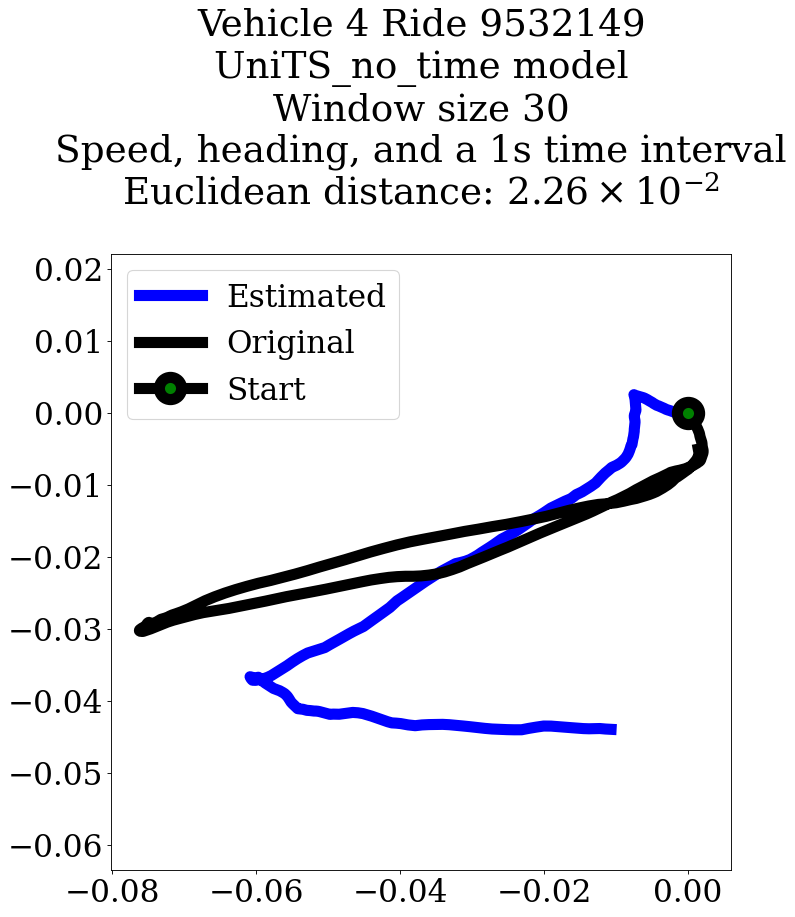 Vehicle 4 Ride 9532149
UniTS_no_time model
Window size 30
Speed, heading, and a 1s time interval
Euclidean distance: 2.26 × 10⁻²
0.02
0.01
0.00
−0.01
−0.02
−0.03
−0.04
−0.05
−0.06
Estimated
Original
Start
−0.08 −0.06 −0.04 −0.02 0.00